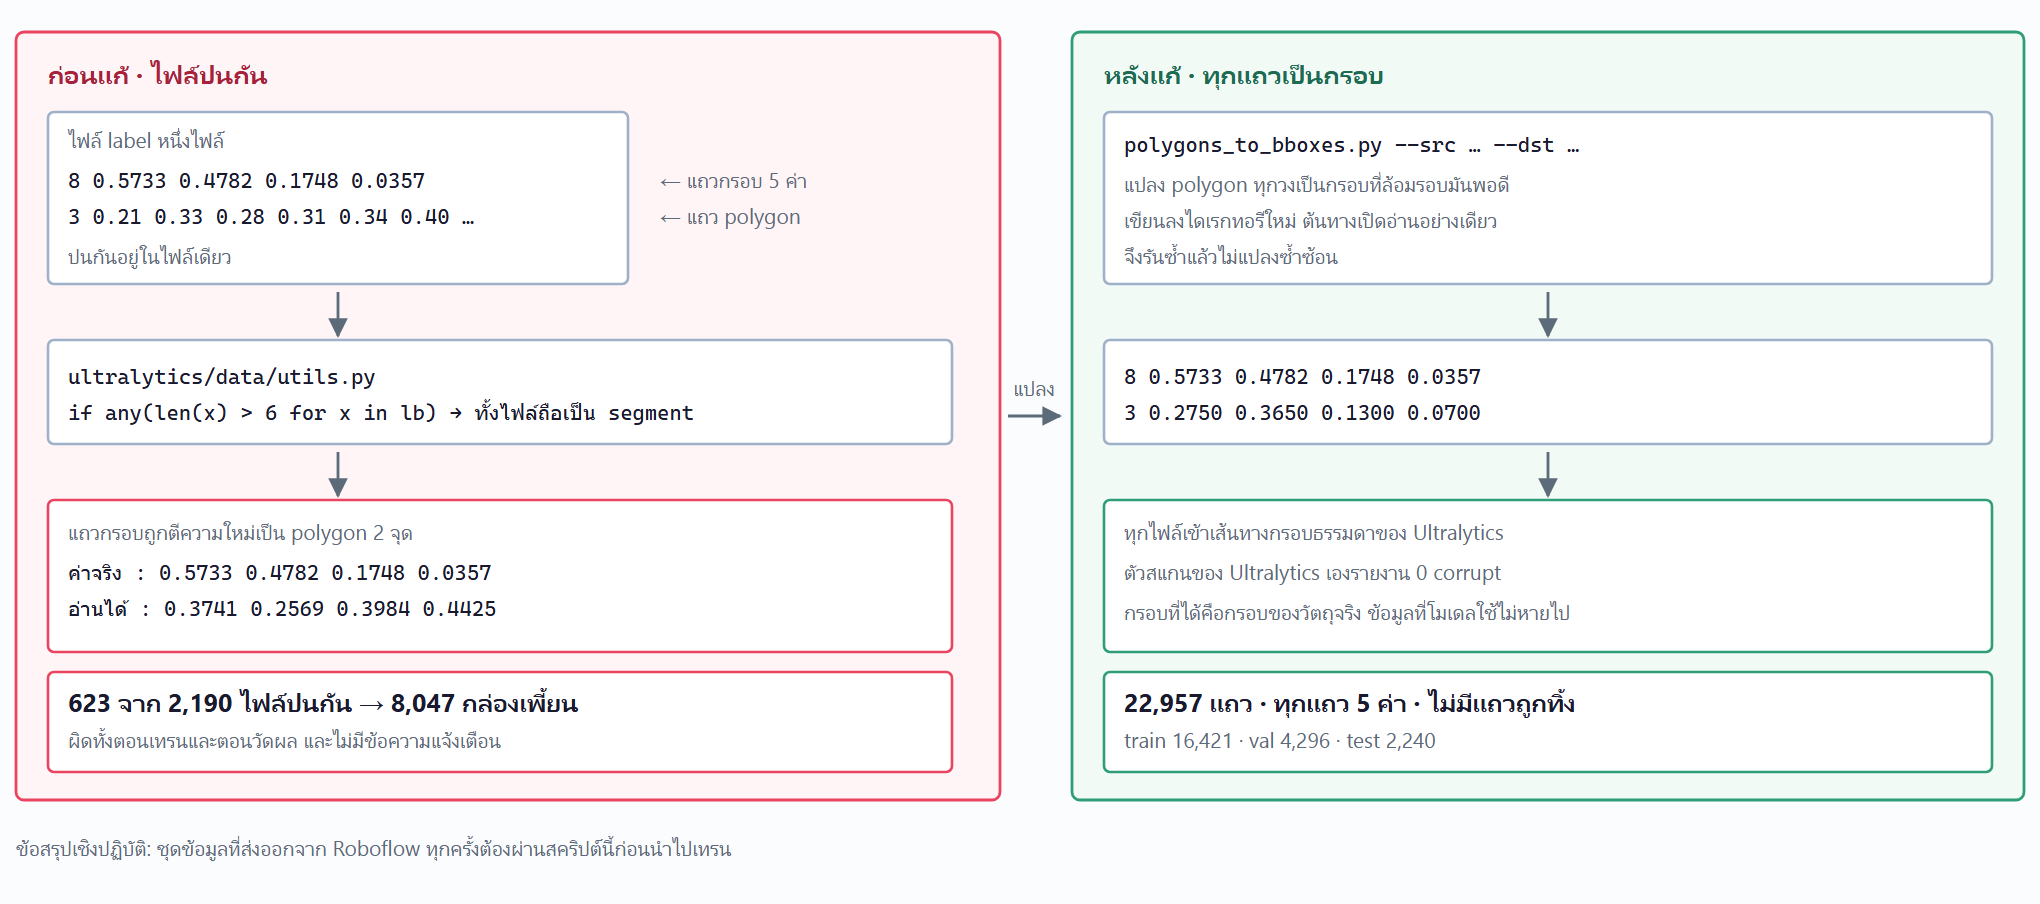 ก่อนแก้ · ไฟล์ปนกัน
ไฟล์ label หนึ่งไฟล์
8 0.5733 0.4782 0.1748 0.0357
← แถวกรอบ 5 ค่า
3 0.21 0.33 0.28 0.31 0.34 0.40 …
← แถว polygon
ปนกันอยู่ในไฟล์เดียว
ultralytics/data/utils.py
if any(len(x) > 6 for x in lb) → ทั้งไฟล์ถือเป็น segment
แถวกรอบถูกตีความใหม่เป็น polygon 2 จุด
ค่าจริง : 0.5733 0.4782 0.1748 0.0357
อ่านได้ : 0.3741 0.2569 0.3984 0.4425
623 จาก 2,190 ไฟล์ปนกัน → 8,047 กล่องเพี้ยน
ผิดทั้งตอนเทรนและตอนวัดผล และไม่มีข้อความแจ้งเตือน
แปลง
หลังแก้ · ทุกแถวเป็นกรอบ
polygons_to_bboxes.py --src … --dst …
แปลง polygon ทุกวงเป็นกรอบที่ล้อมรอบมันพอดี
เขียนลงไดเรกทอรีใหม่ ต้นทางเปิดอ่านอย่างเดียว
จึงรันซ้ำแล้วไม่แปลงซ้ำซ้อน
8 0.5733 0.4782 0.1748 0.0357
3 0.2750 0.3650 0.1300 0.0700
ทุกไฟล์เข้าเส้นทางกรอบธรรมดาของ Ultralytics
ตัวสแกนของ Ultralytics เองรายงาน 0 corrupt
กรอบที่ได้คือกรอบของวัตถุจริง ข้อมูลที่โมเดลใช้ไม่หายไป
22,957 แถว · ทุกแถว 5 ค่า · ไม่มีแถวถูกทิ้ง
train 16,421 · val 4,296 · test 2,240
ข้อสรุปเชิงปฏิบัติ: ชุดข้อมูลที่ส่งออกจาก Roboflow ทุกครั้งต้องผ่านสคริปต์นี้ก่อนนำไปเทรน